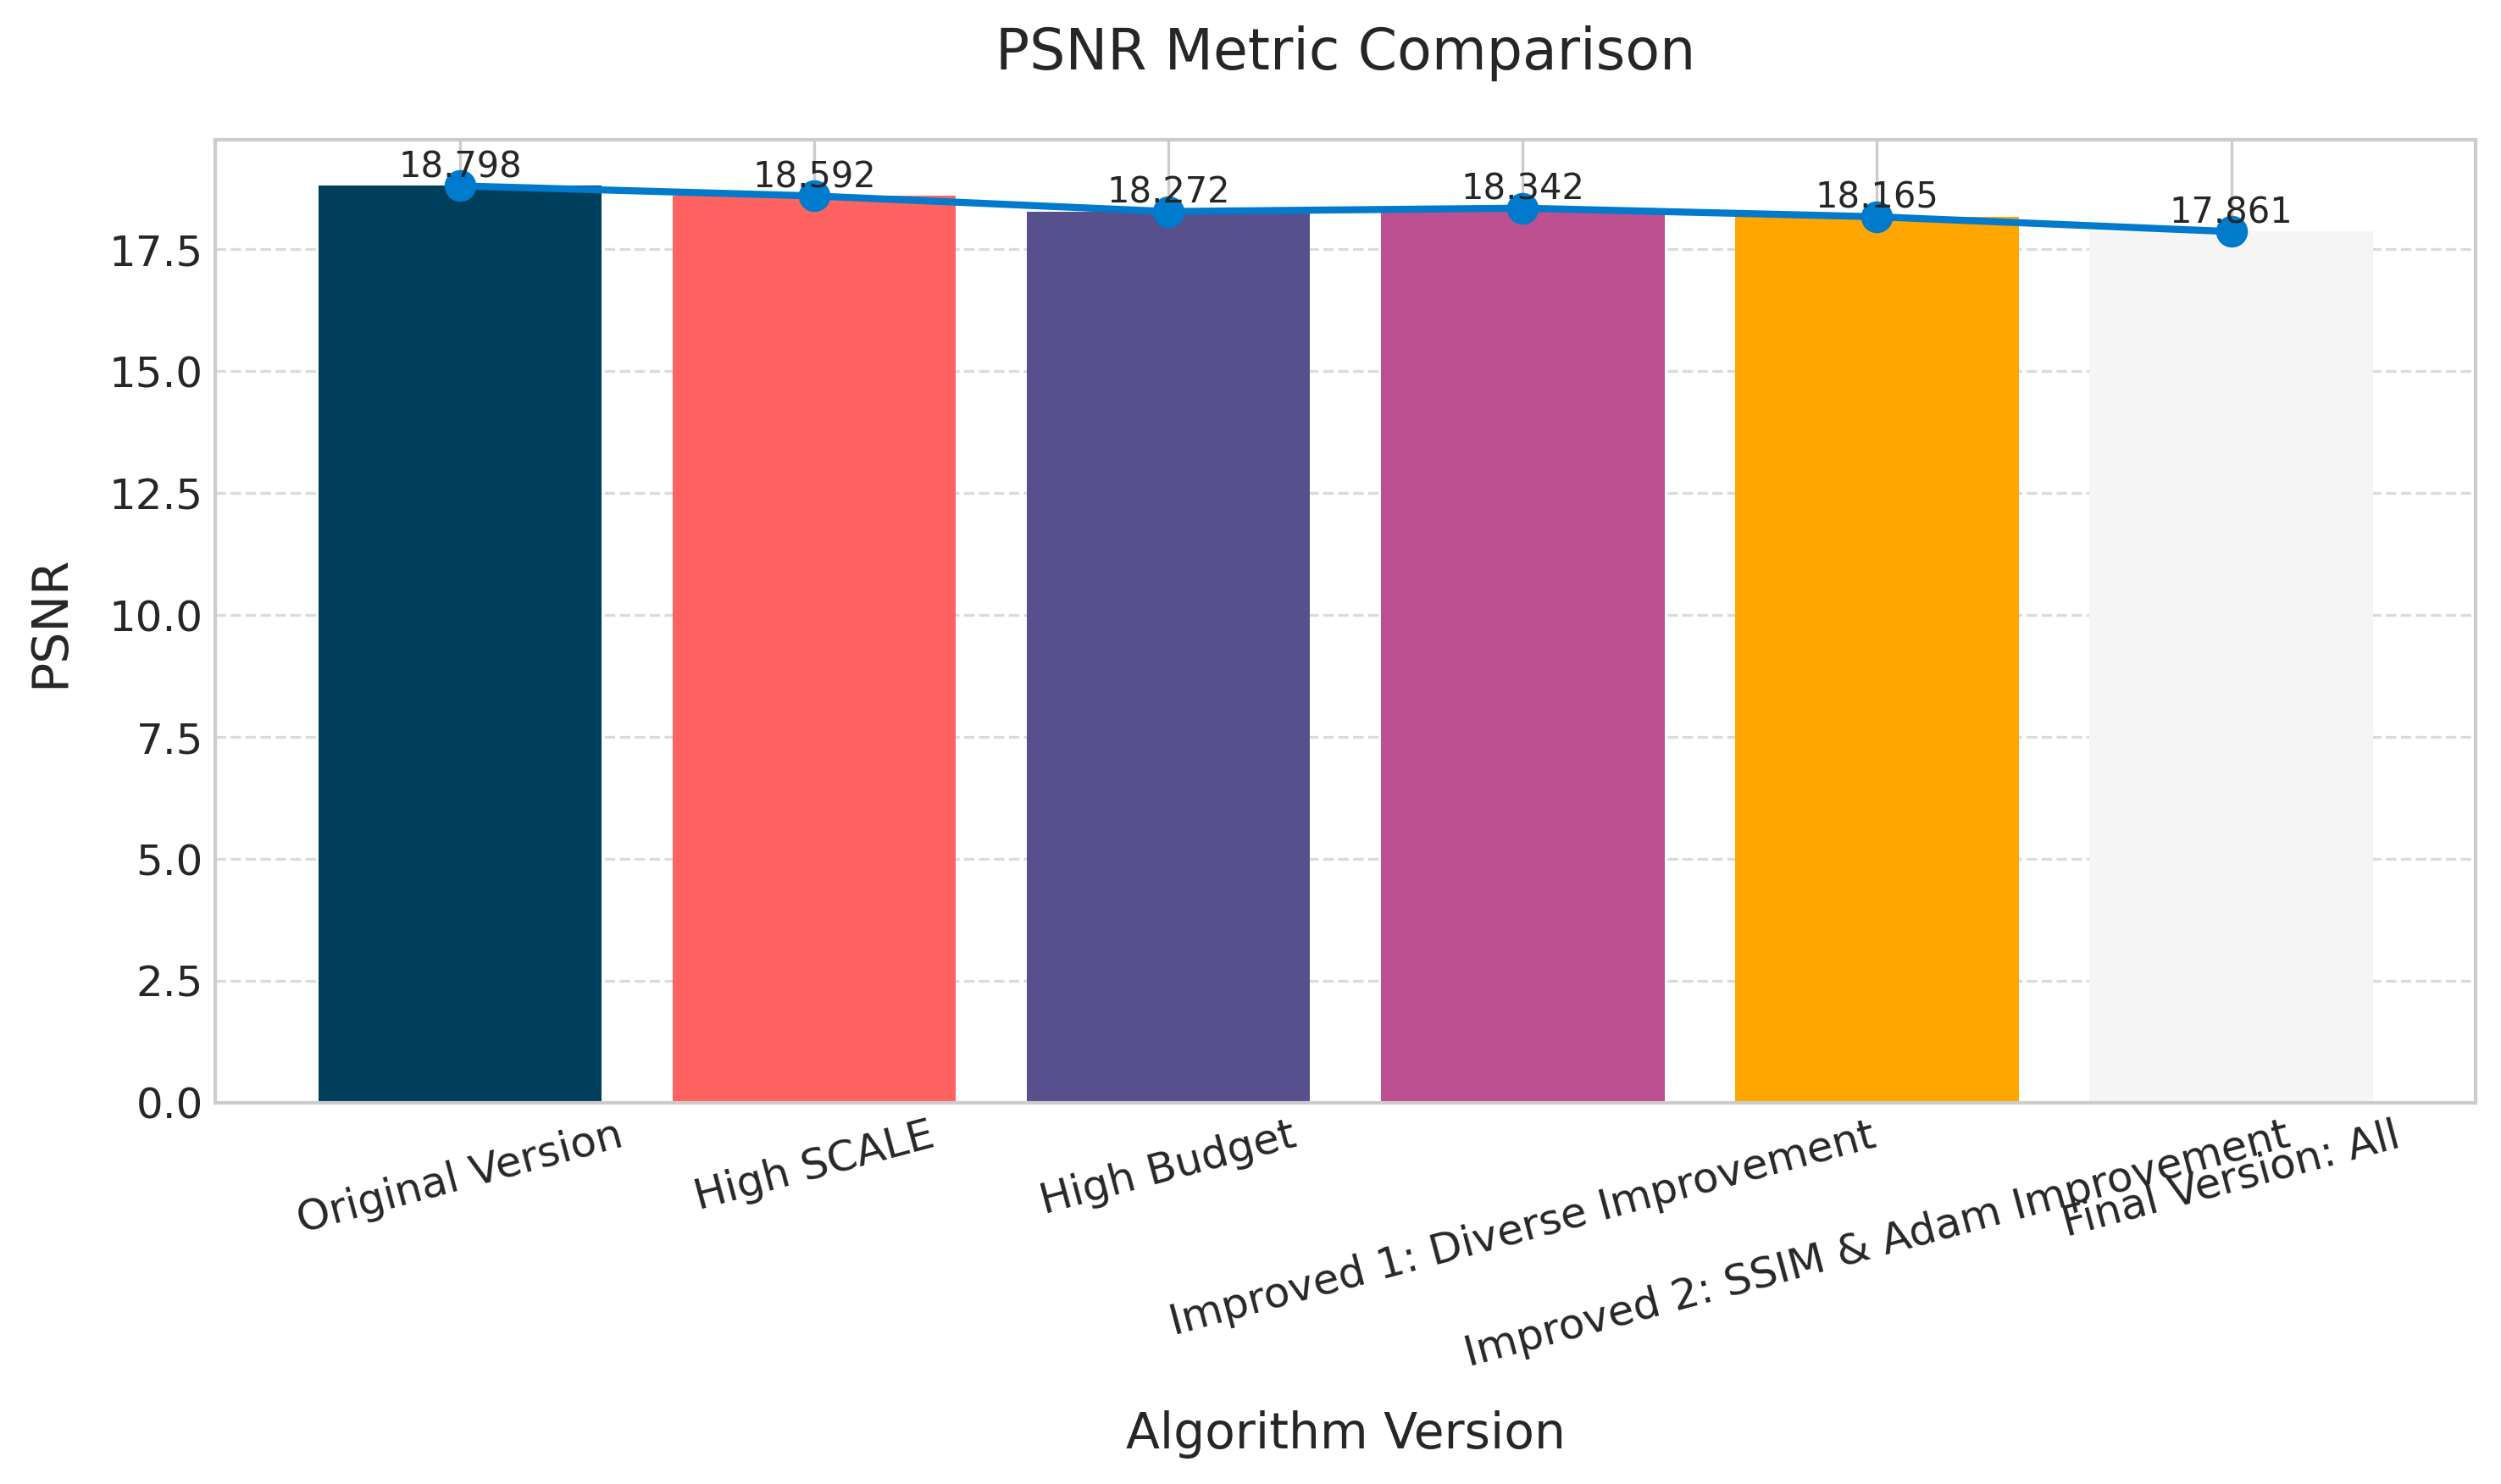 PSNR Metric Comparison
18.798
18.592
18.272
18.342
18.165
17.861
17.5
15.0
12.5
10.0
7.5
5.0
2.5
0.0
PSNR
Original Version
High SCALE
High Budget
Improved 1: Diverse Improvement
Improved 2: SSIM & Adam Improvement
Final Version: All
Algorithm Version